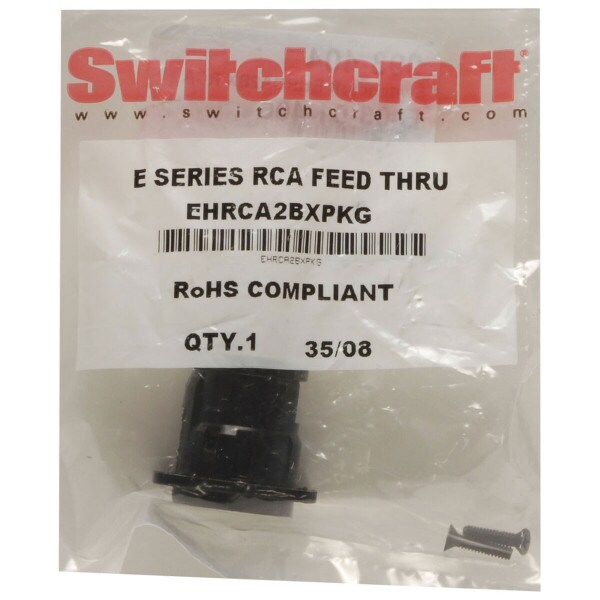 Switchcraft®
www.switchcraft.com
E SERIES RCA FEED THRU
EHRCA2BXPKG
EHRCA2BXPKG
RoHS COMPLIANT
QTY.1 35/08